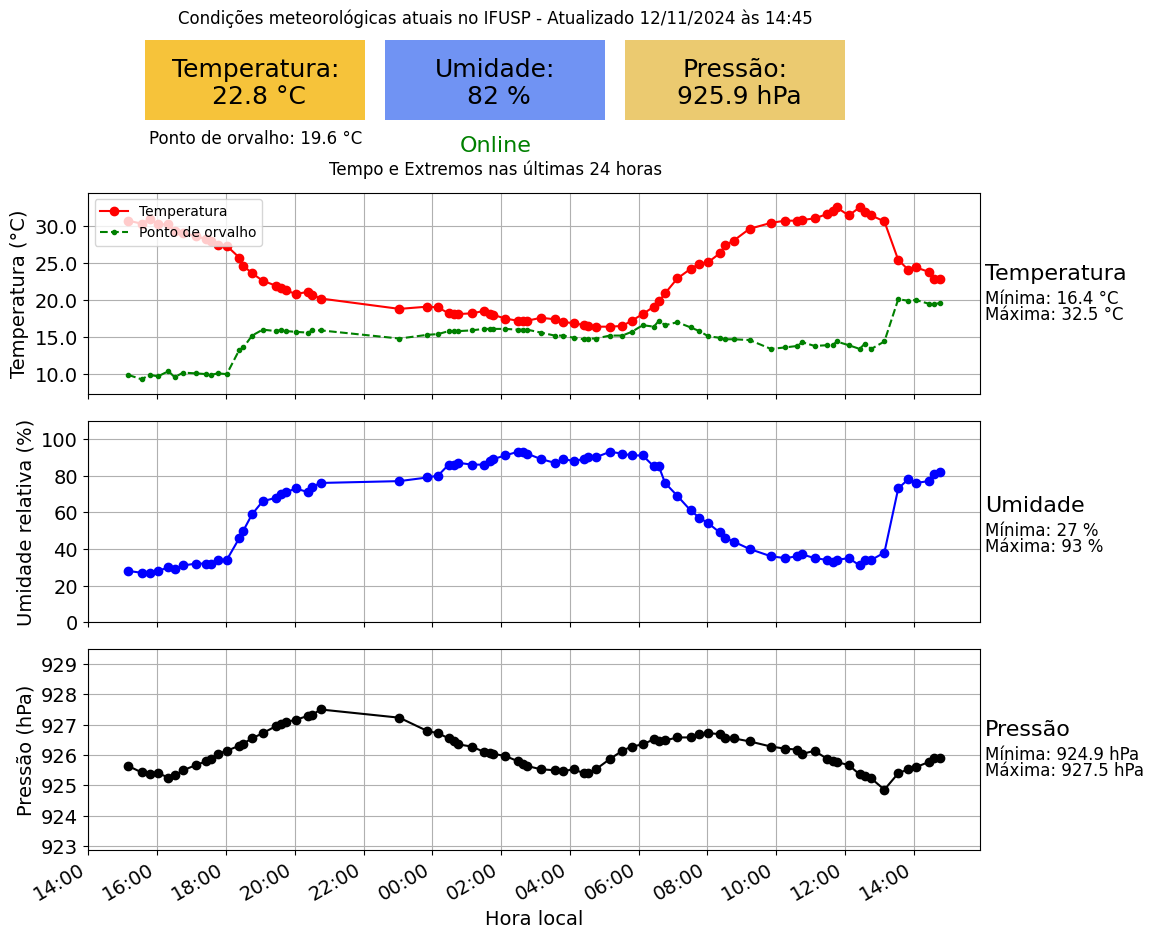 Condições meteorológicas atuais no IFUSP - Atualizado 12/11/2024 às 14:45
Temperatura:
22.8 °C
Umidade:
82 %
Pressão:
925.9 hPa
Ponto de orvalho: 19.6 °C
Online
Tempo e Extremos nas últimas 24 horas
Temperatura (°C)
30.0
25.0
20.0
15.0
10.0
Temperatura
Ponto de orvalho
Temperatura
Mínima: 16.4 °C
Máxima: 32.5 °C
Umidade relativa (%)
100
80
60
40
20
0
Umidade
Mínima: 27 %
Máxima: 93 %
Pressão (hPa)
929
928
927
926
925
924
923
Pressão
Mínima: 924.9 hPa
Máxima: 927.5 hPa
14:00
16:00
18:00
20:00
22:00
00:00
02:00
04:00
06:00
08:00
10:00
12:00
14:00
Hora local